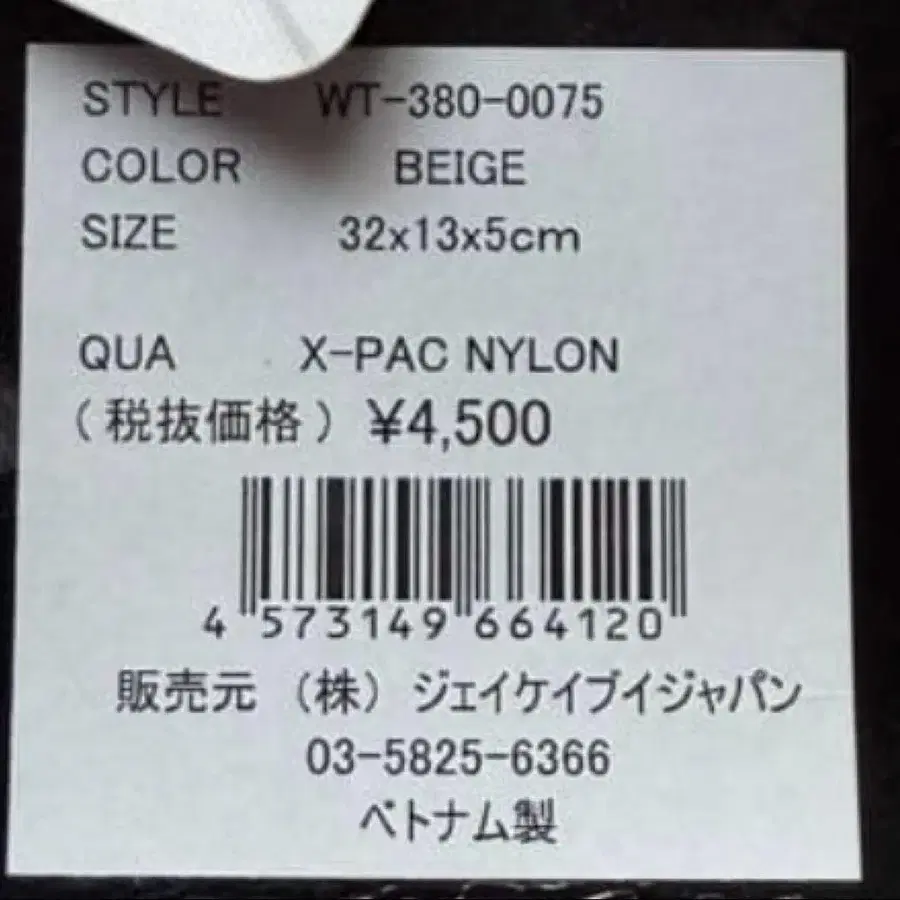 STYLE WT-380-0075
COLOR BEIGE
SIZE 32x13x5cm
QUA X-PAC NYLON
(税抜価格) ¥4,500
4 573149 664120
販売元 (株) ジェイケイブイジャパン
03-5825-6366
ベトナム製